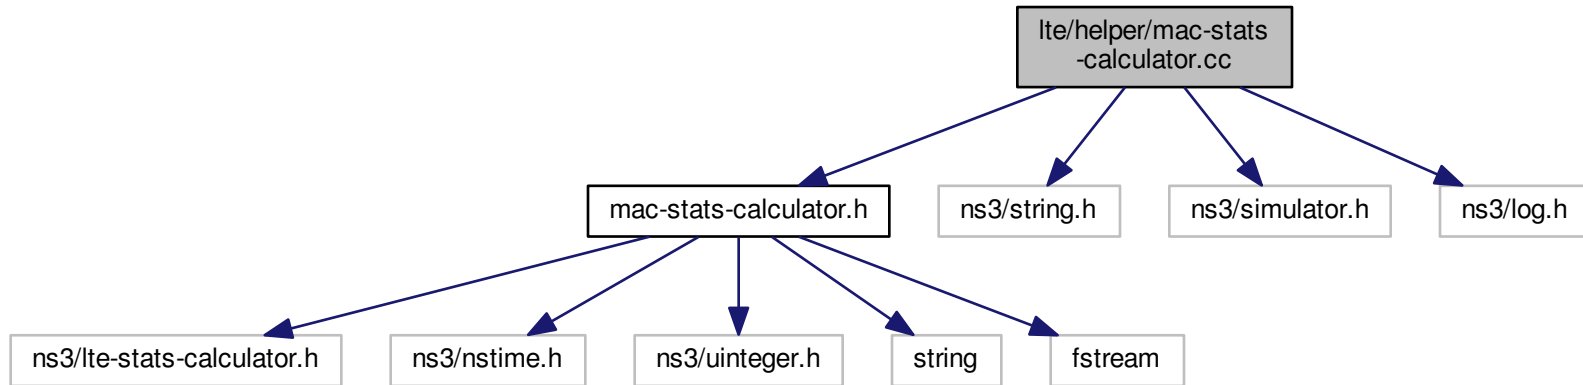 lte/helper/mac-stats
-calculator.cc
mac-stats-calculator.h
ns3/string.h
ns3/simulator.h
ns3/log.h
ns3/lte-stats-calculator.h
ns3/nstime.h
ns3/uinteger.h
string
fstream